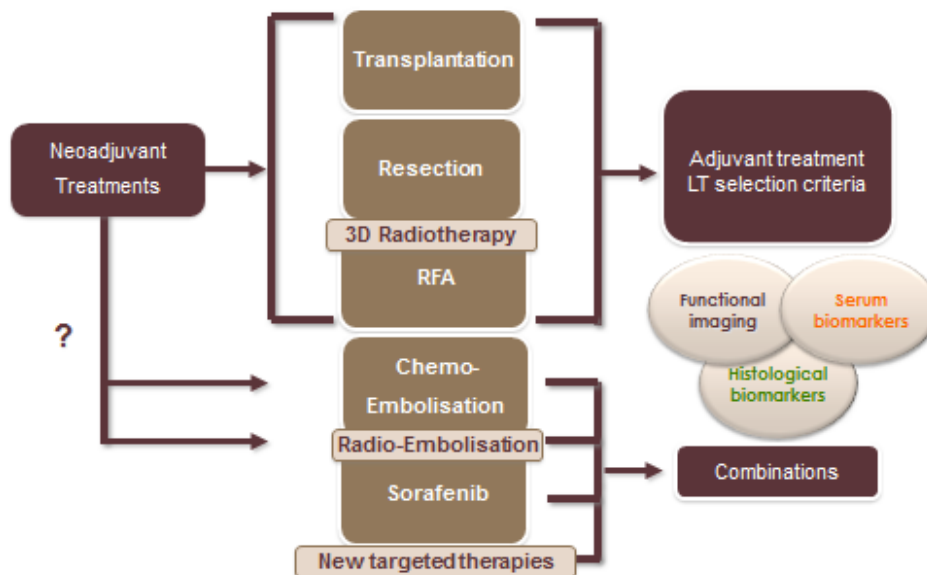 Neoadjuvant
Treatments
?
Transplantation
Resection
3D Radiotherapy
RFA
Chemo-
Embolisation
Radio-Embolisation
Sorafenib
New targeted therapies
Adjuvant treatment
LT selection criteria
Functional
imaging
Serum
biomarkers
Histological
biomarkers
Combinations